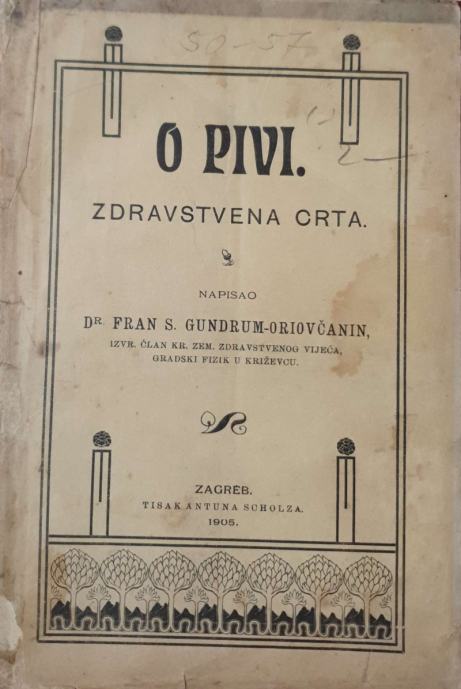 50-57
2—
O PIVI.
ZDRAVSTVENA CRTA.
NAPISAO
DR. FRAN S. GUNDRUM-ORIOVČANIN,
IZVR. ČLAN KR. ZEM. ZDRAVSTVENOG VIJEĆA,
GRADSKI FIZIK U KRIŽEVCU.
ZAGREB.
TISAK ANTUNA SCHOLZA.
1905.